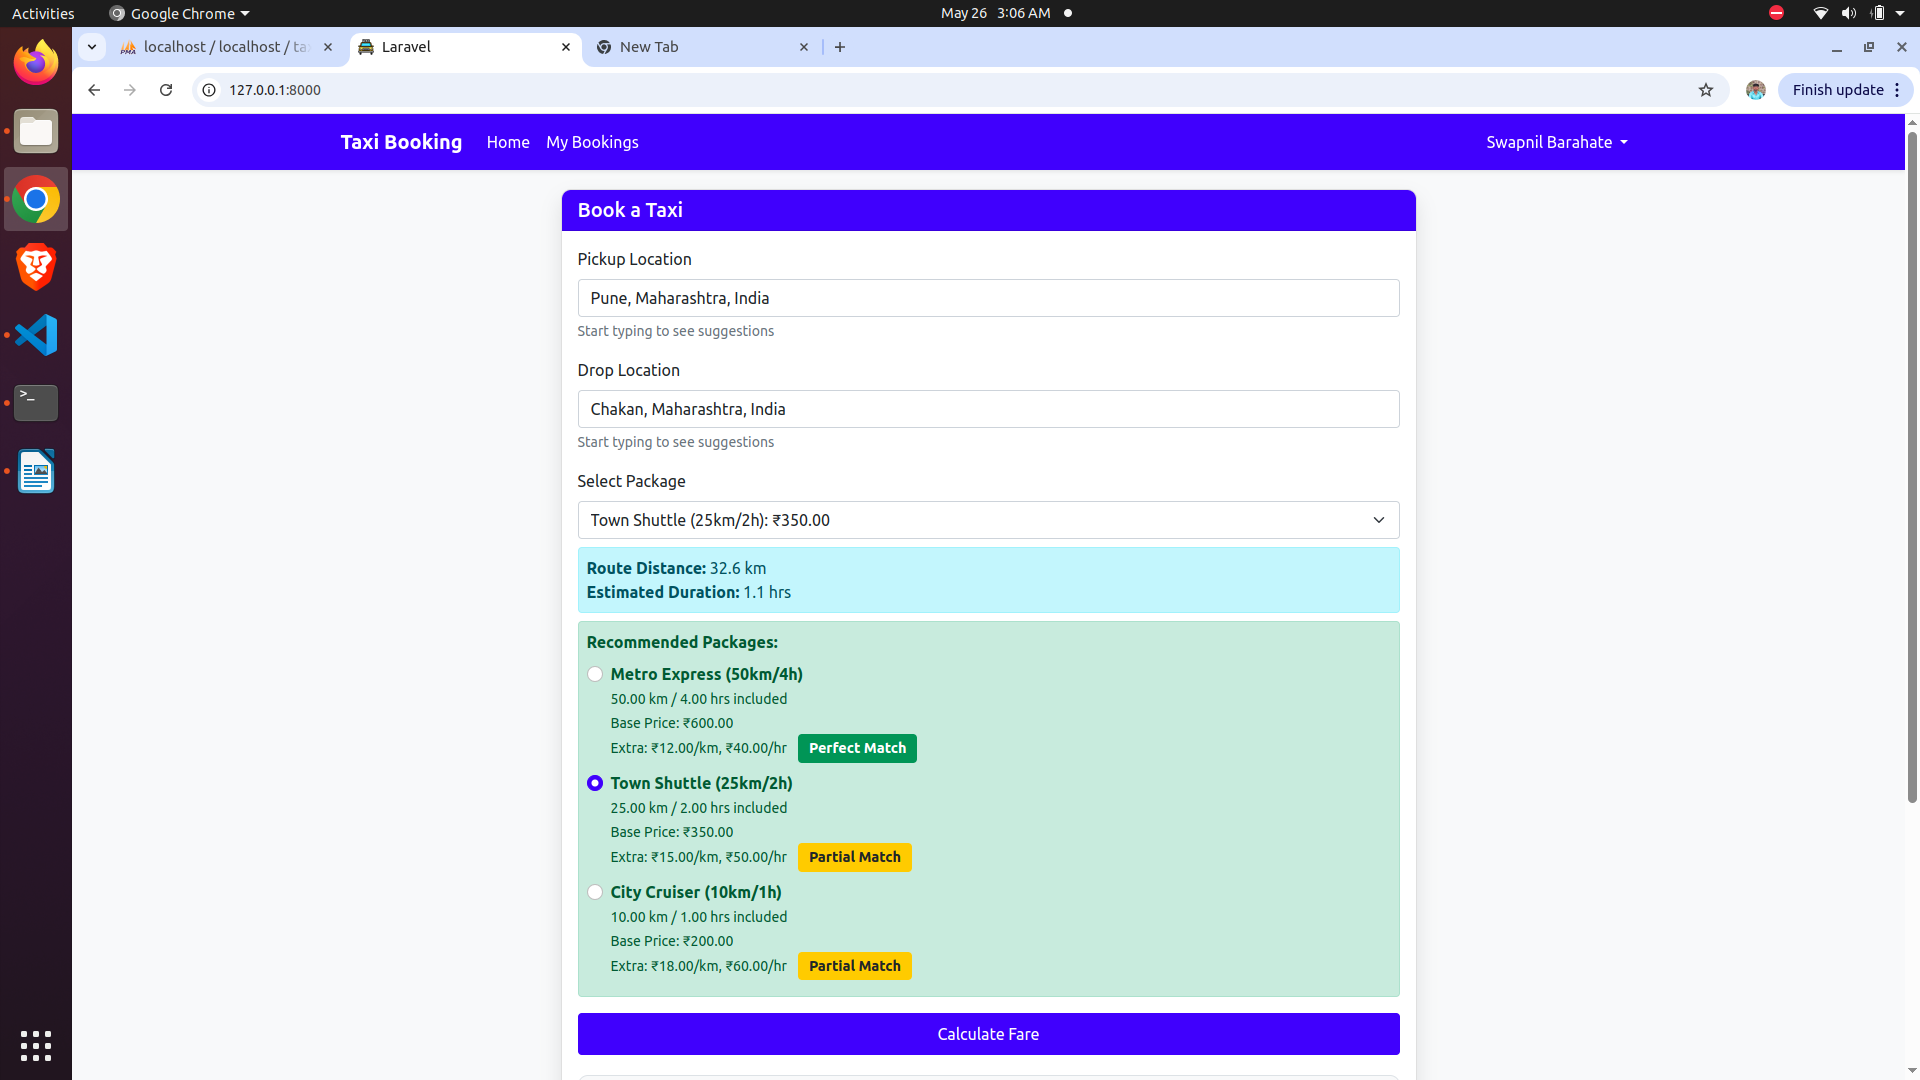 Activities
Google Chrome
May 26 3:06 AM
localhost / localhost / ta
Laravel
New Tab
127.0.0.1:8000
Finish update
Taxi Booking
Home
My Bookings
Swapnil Barahate
Book a Taxi
Pickup Location
Pune, Maharashtra, India
Start typing to see suggestions
Drop Location
Chakan, Maharashtra, India
Start typing to see suggestions
Select Package
Town Shuttle (25km/2h): ₹350.00
Route Distance: 32.6 km
Estimated Duration: 1.1 hrs
Recommended Packages:
Metro Express (50km/4h)
50.00 km / 4.00 hrs included
Base Price: ₹600.00
Extra: ₹12.00/km, ₹40.00/hr Perfect Match
Town Shuttle (25km/2h)
25.00 km / 2.00 hrs included
Base Price: ₹350.00
Extra: ₹15.00/km, ₹50.00/hr Partial Match
City Cruiser (10km/1h)
10.00 km / 1.00 hrs included
Base Price: ₹200.00
Extra: ₹18.00/km, ₹60.00/hr Partial Match
Calculate Fare